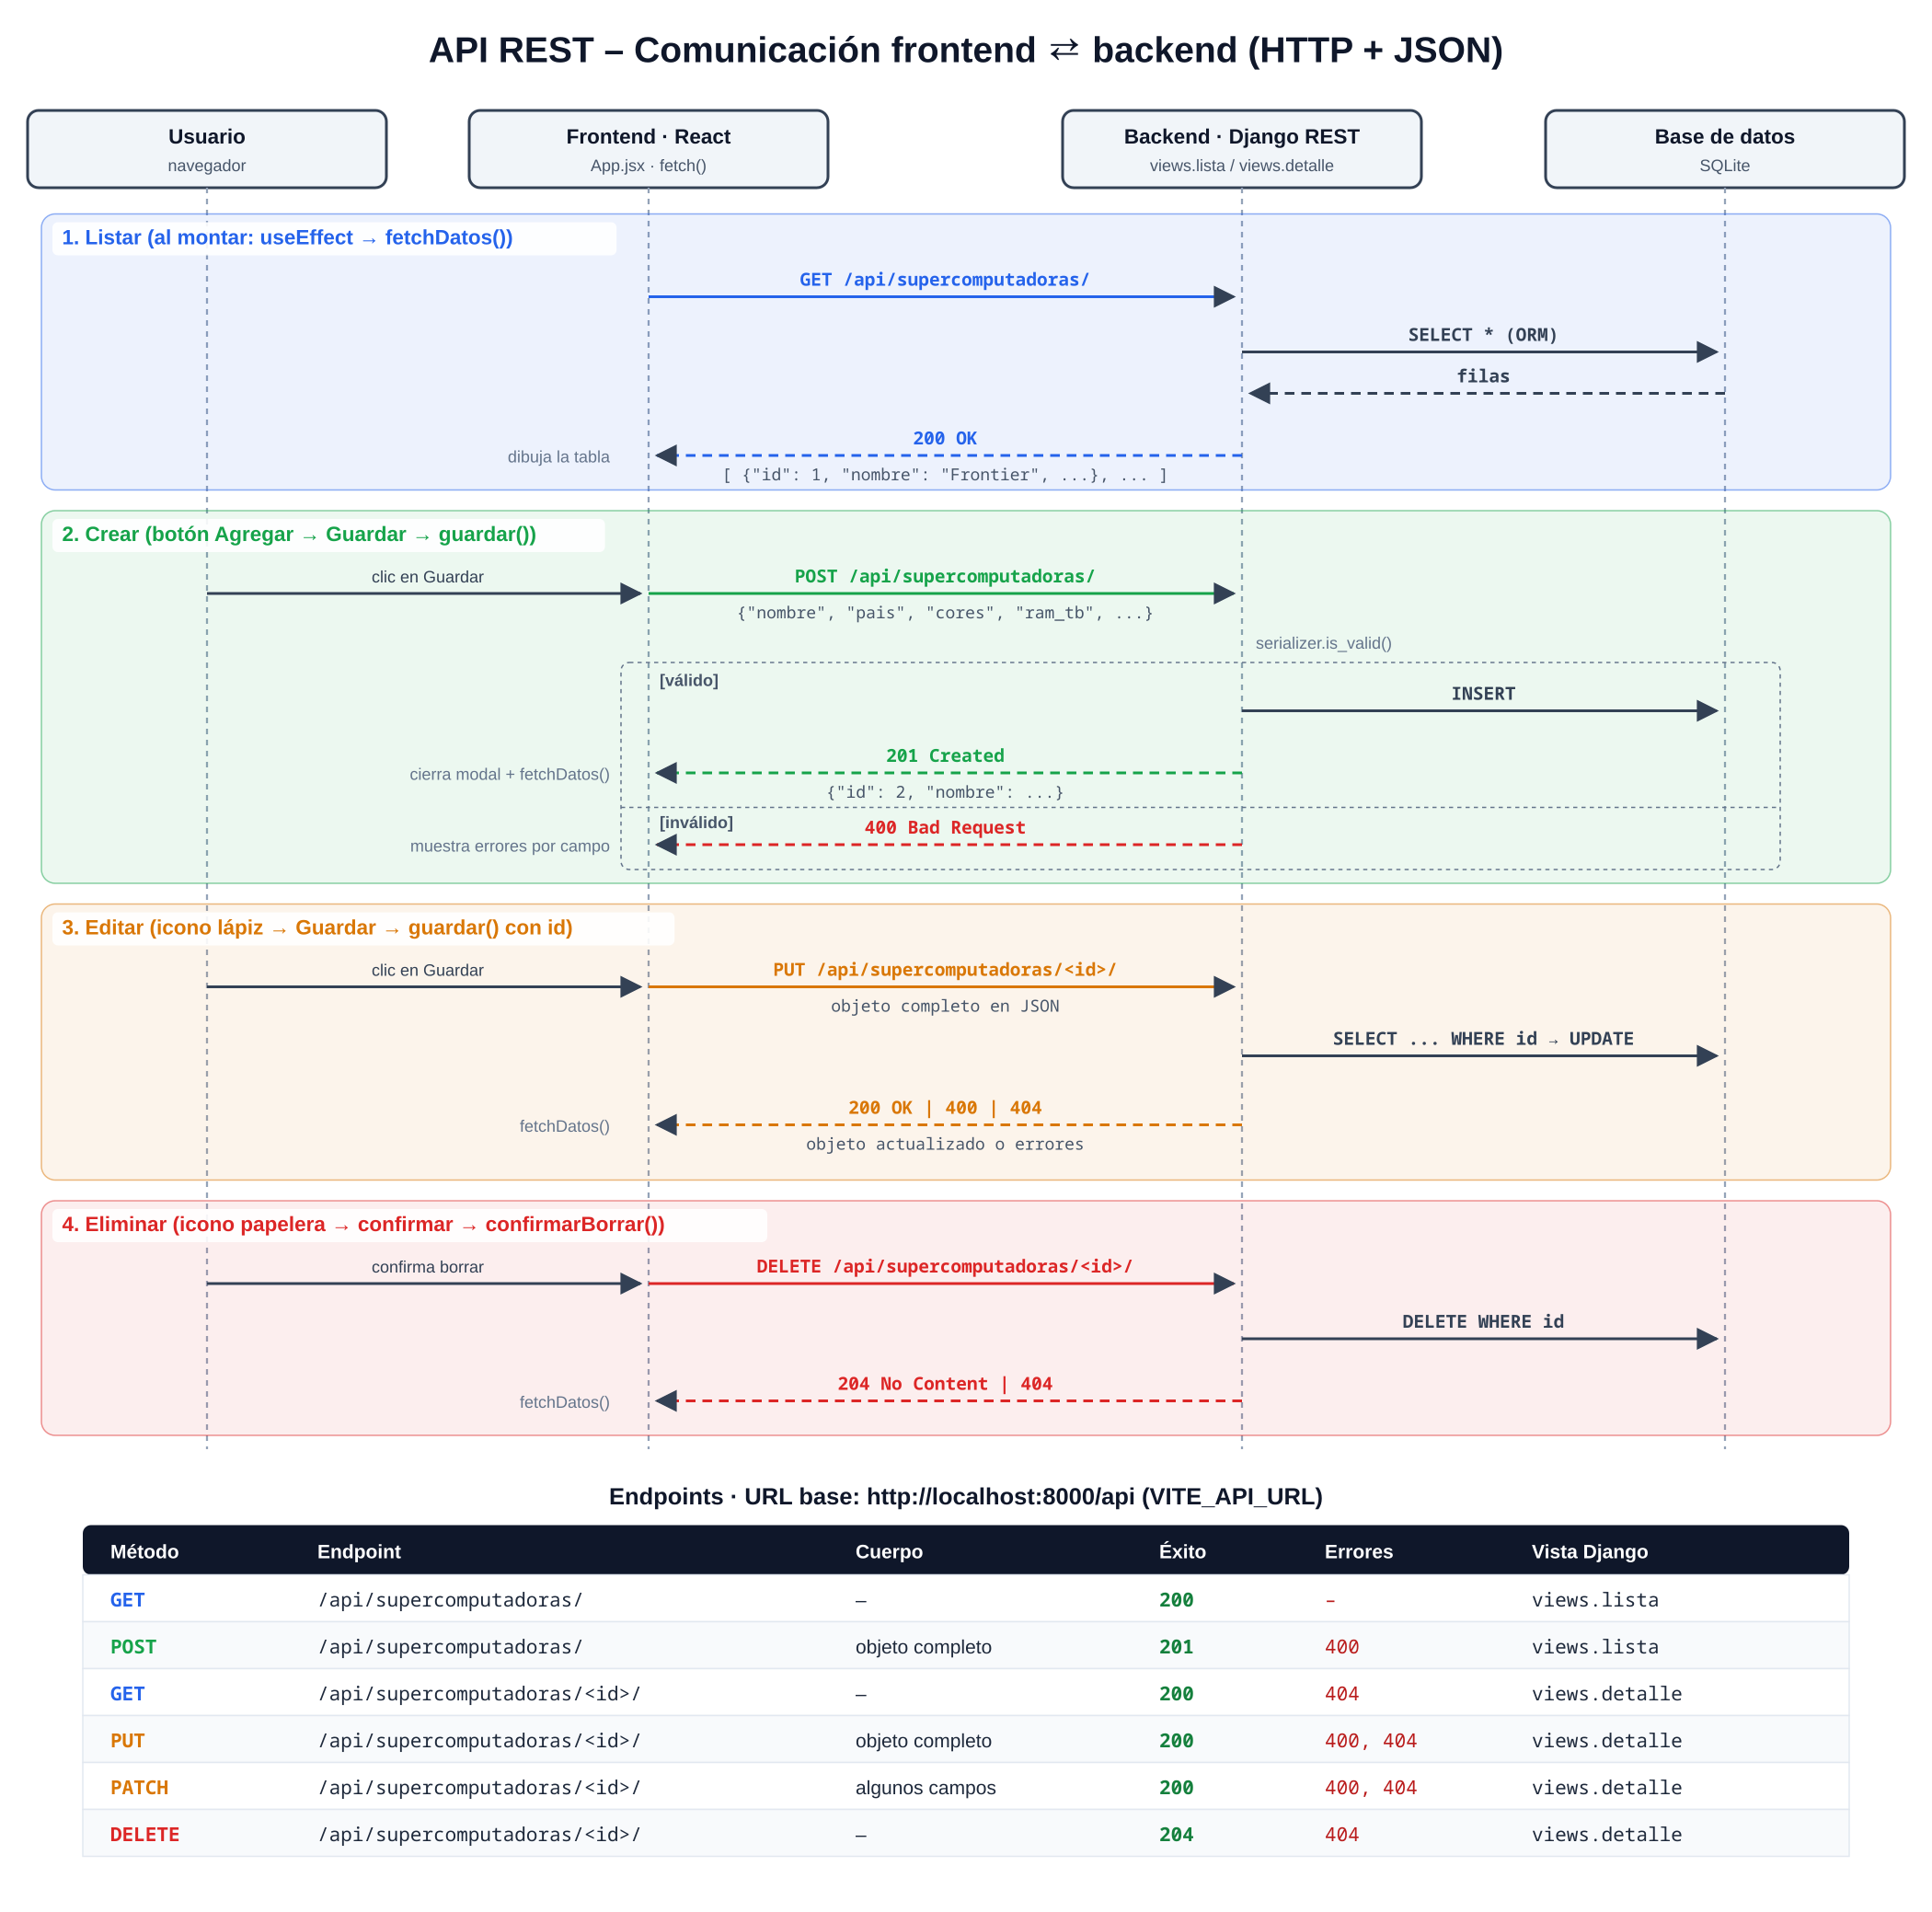 API REST – Comunicación frontend ⇄ backend (HTTP + JSON)
Usuario
navegador
Frontend · React
App.jsx · fetch()
Backend · Django REST
views.lista / views.detalle
Base de datos
SQLite
1. Listar (al montar: useEffect → fetchDatos())
GET /api/supercomputadoras/
SELECT * (ORM)
filas
200 OK
dibuja la tabla
[ {"id": 1, "nombre": "Frontier", ...}, ... ]
2. Crear (botón Agregar → Guardar → guardar())
clic en Guardar
POST /api/supercomputadoras/
{"nombre", "pais", "cores", "ram_tb", ...}
serializer.is_valid()
[válido]
INSERT
201 Created
cierra modal + fetchDatos()
{"id": 2, "nombre": ...}
[inválido]
400 Bad Request
muestra errores por campo
3. Editar (icono lápiz → Guardar → guardar() con id)
clic en Guardar
PUT /api/supercomputadoras/<id>/
objeto completo en JSON
SELECT ... WHERE id → UPDATE
200 OK | 400 | 404
fetchDatos()
objeto actualizado o errores
4. Eliminar (icono papelera → confirmar → confirmarBorrar())
confirma borrar
DELETE /api/supercomputadoras/<id>/
DELETE WHERE id
204 No Content | 404
fetchDatos()
Endpoints · URL base: http://localhost:8000/api (VITE_API_URL)
Método Endpoint Cuerpo Éxito Errores Vista Django
GET /api/supercomputadoras/ – 200 – views.lista
POST /api/supercomputadoras/ objeto completo 201 400 views.lista
GET /api/supercomputadoras/<id>/ – 200 404 views.detalle
PUT /api/supercomputadoras/<id>/ objeto completo 200 400, 404 views.detalle
PATCH /api/supercomputadoras/<id>/ algunos campos 200 400, 404 views.detalle
DELETE /api/supercomputadoras/<id>/ – 204 404 views.detalle